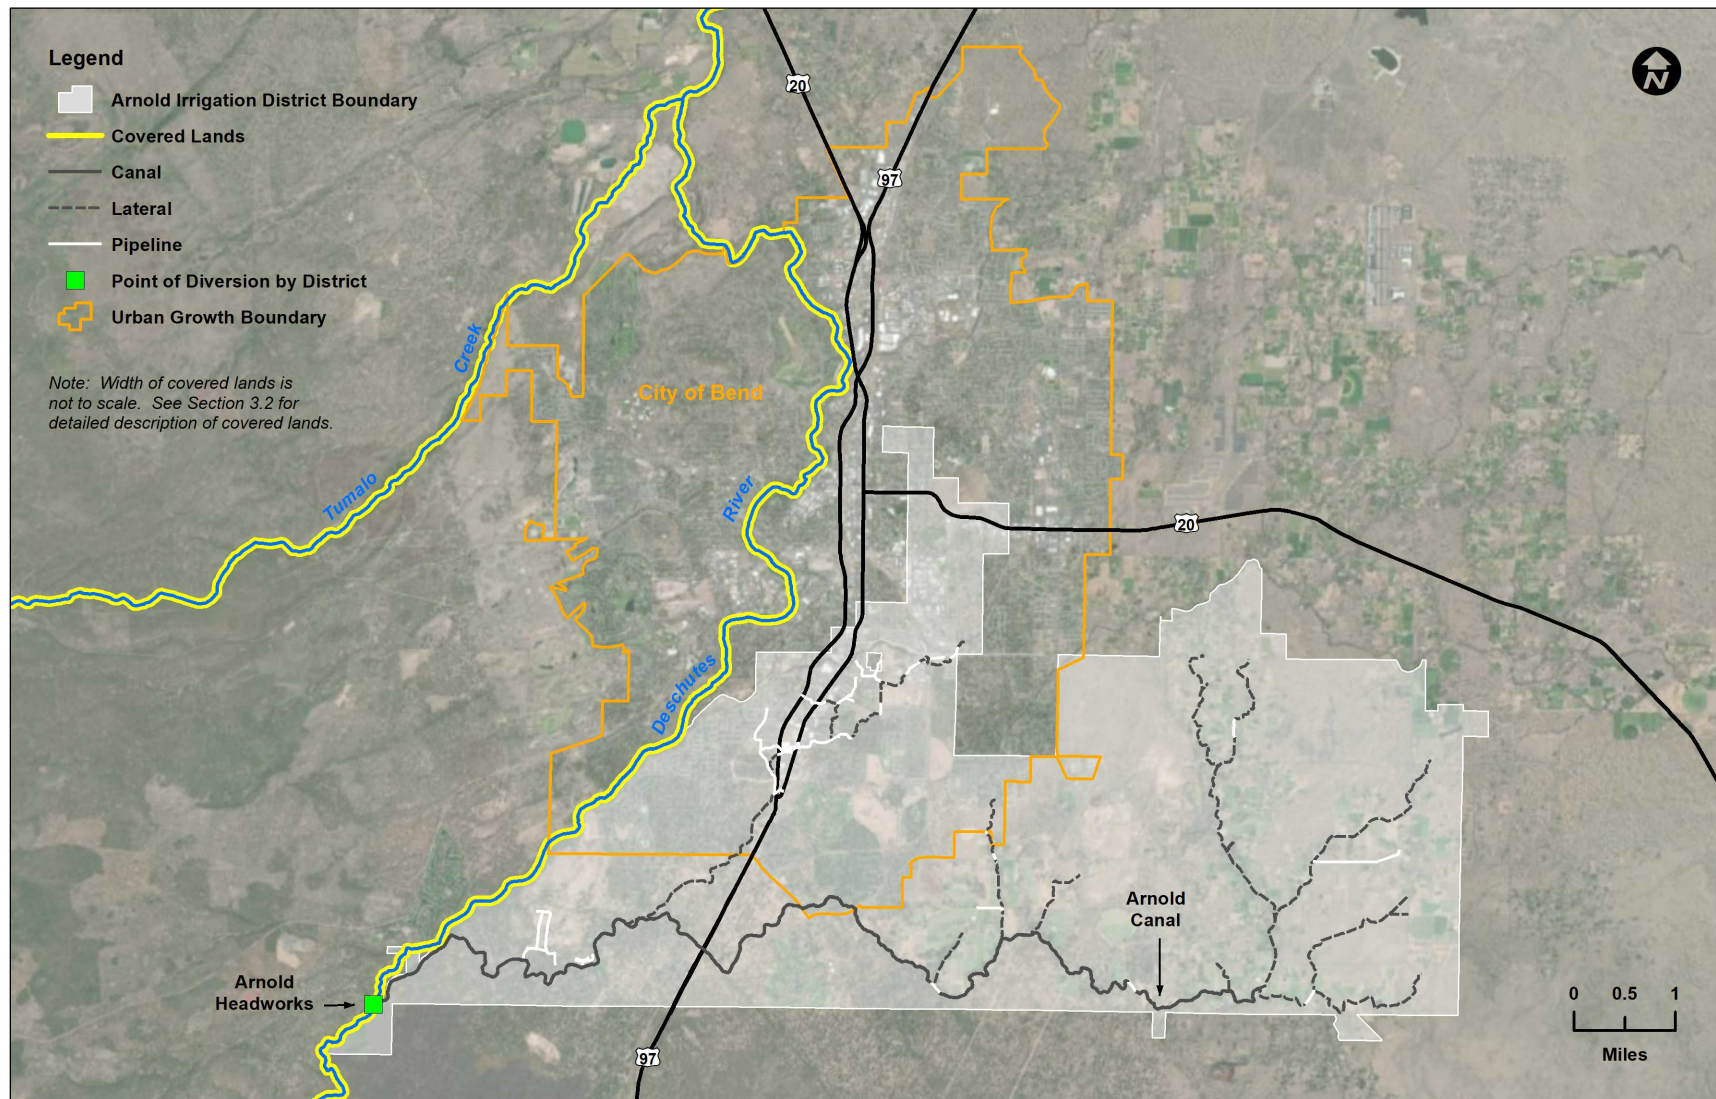 Legend
Arnold Irrigation District Boundary
Covered Lands
Canal
Lateral
Pipeline
Point of Diversion by District
Urban Growth Boundary
Note: Width of covered lands is
not to scale. See Section 3.2 for
detailed description of covered lands.
N
20
97
Creek
Tumalo
City of Bend
River
Deschutes
20
Arnold
Canal
Arnold
Headworks
97
0 0.5 1
Miles